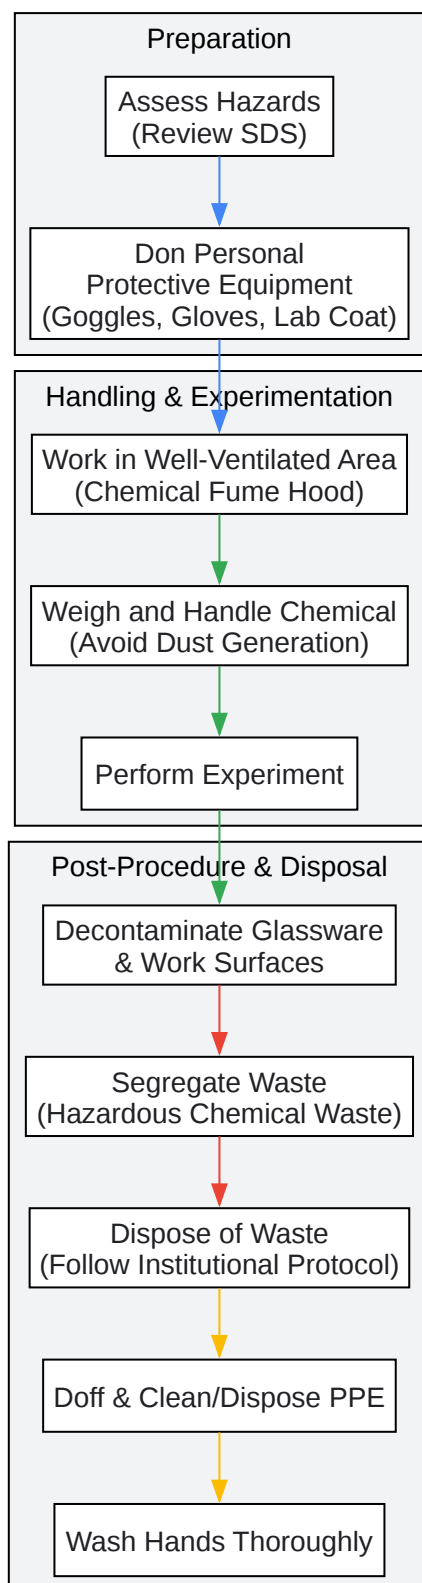 Preparation
Assess Hazards
(Review SDS)
Don Personal
Protective Equipment
(Goggles, Gloves, Lab Coat)
Handling & Experimentation
Work in Well-Ventilated Area
(Chemical Fume Hood)
Weigh and Handle Chemical
(Avoid Dust Generation)
Perform Experiment
Post-Procedure & Disposal
Decontaminate Glassware
& Work Surfaces
Segregate Waste
(Hazardous Chemical Waste)
Dispose of Waste
(Follow Institutional Protocol)
Doff & Clean/Dispose PPE
Wash Hands Thoroughly